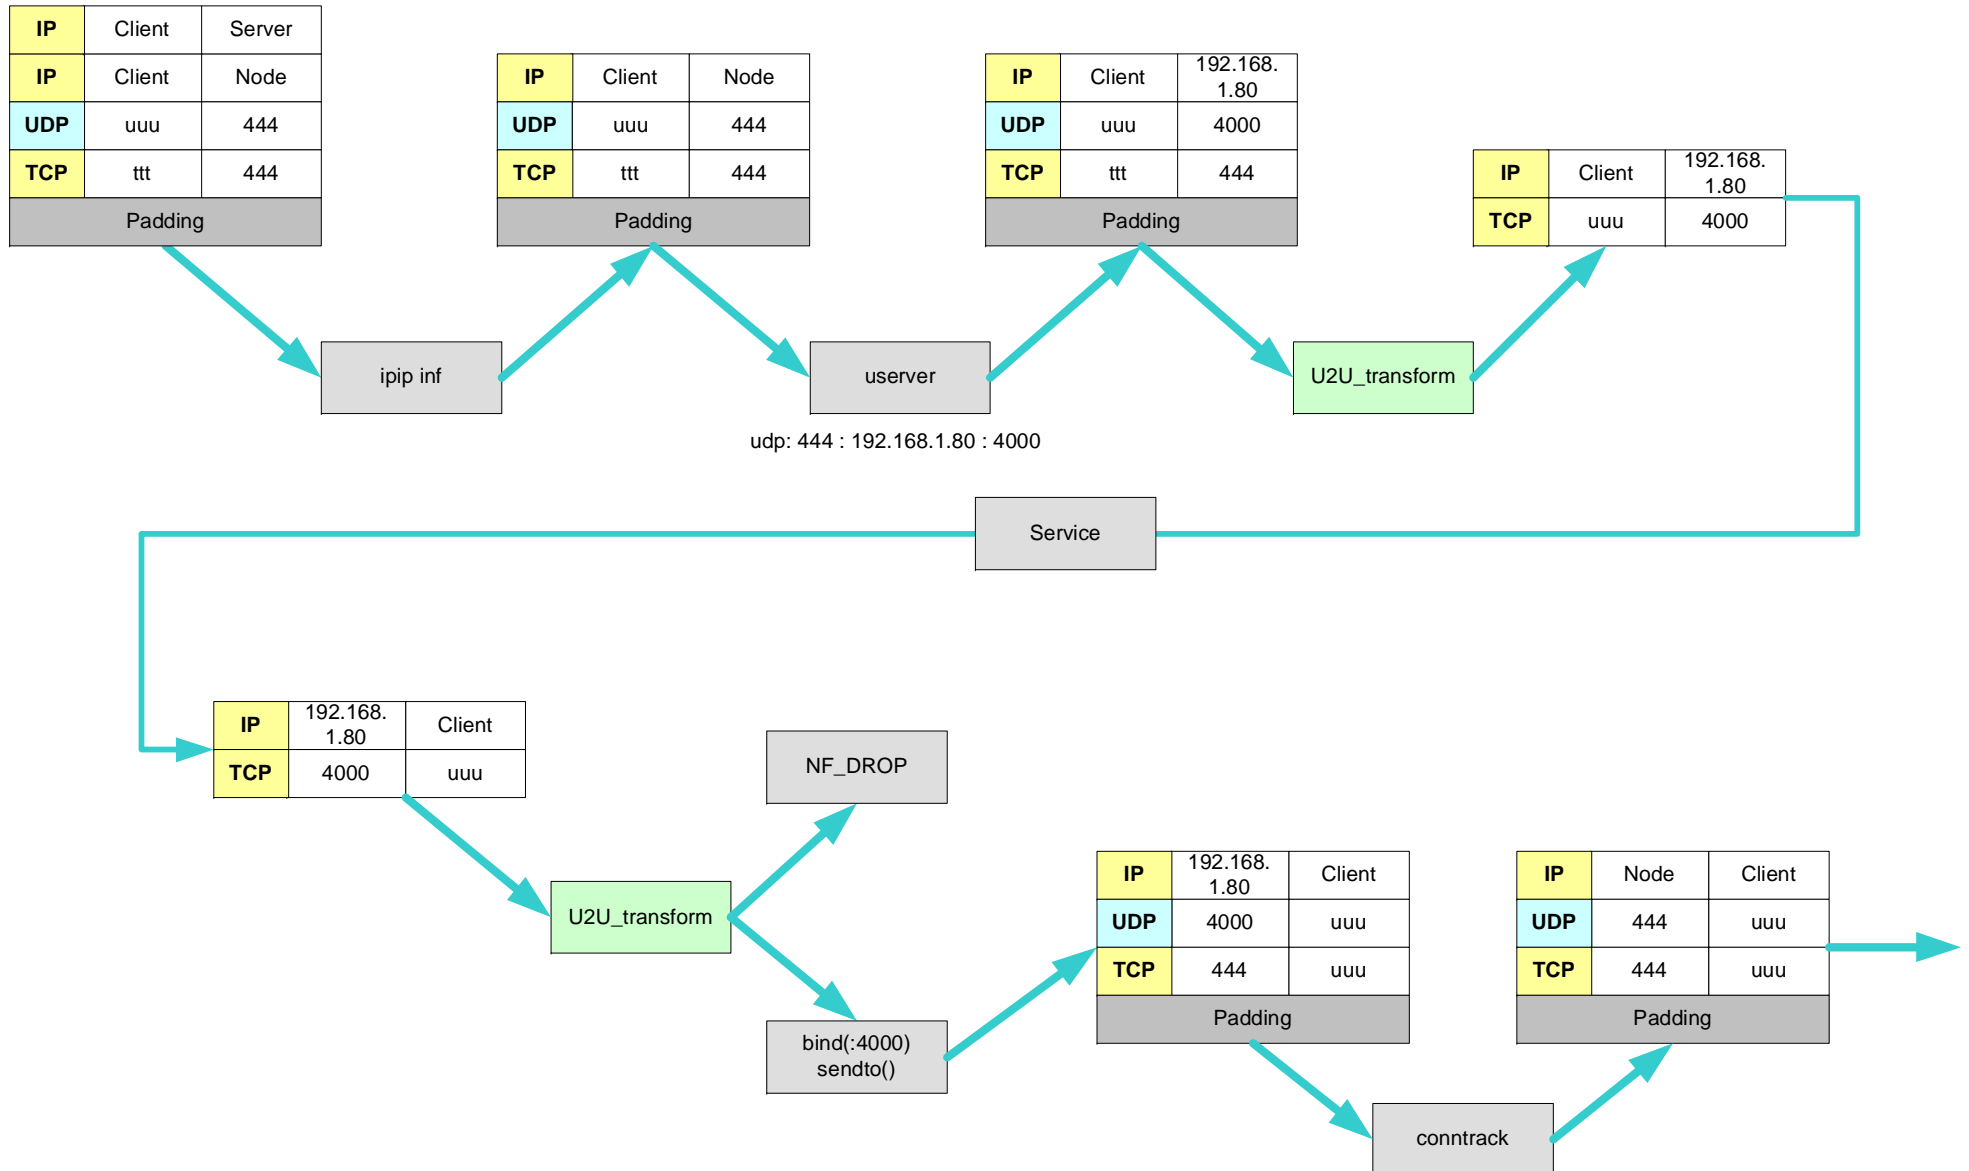 IP Client Server
IP Client Node
UDP uuu 444
TCP ttt 444
Padding
IP Client Node
UDP uuu 444
TCP ttt 444
Padding
IP Client 192.168.
1.80
UDP uuu 4000
TCP ttt 444
Padding
IP Client 192.168.
1.80
TCP uuu 4000
ipip inf
userver
U2U_transform
udp: 444 : 192.168.1.80 : 4000
Service
IP 192.168.
1.80 Client
TCP 4000 uuu
NF_DROP
U2U_transform
bind(:4000)
sendto()
IP 192.168.
1.80 Client
UDP 4000 uuu
TCP 444 uuu
Padding
IP Node Client
UDP 444 uuu
TCP 444 uuu
Padding
conntrack